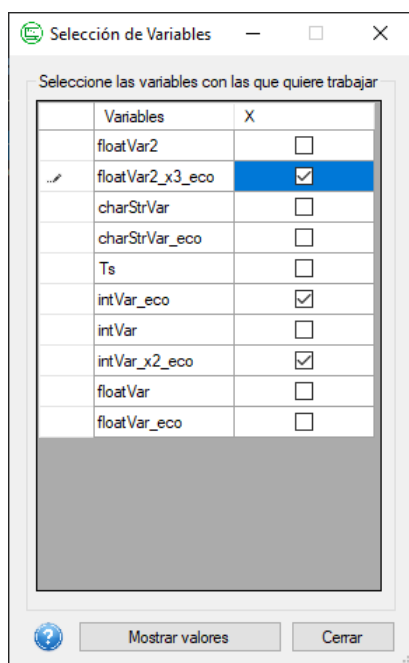 Selección de Variables
Seleccione las variables con las que quiere trabajar
Variables X
floatVar2
floatVar2_x3_eco
charStrVar
charStrVar_eco
Ts
intVar_eco
intVar
intVar_x2_eco
floatVar
floatVar_eco
? Mostrar valores Cerrar